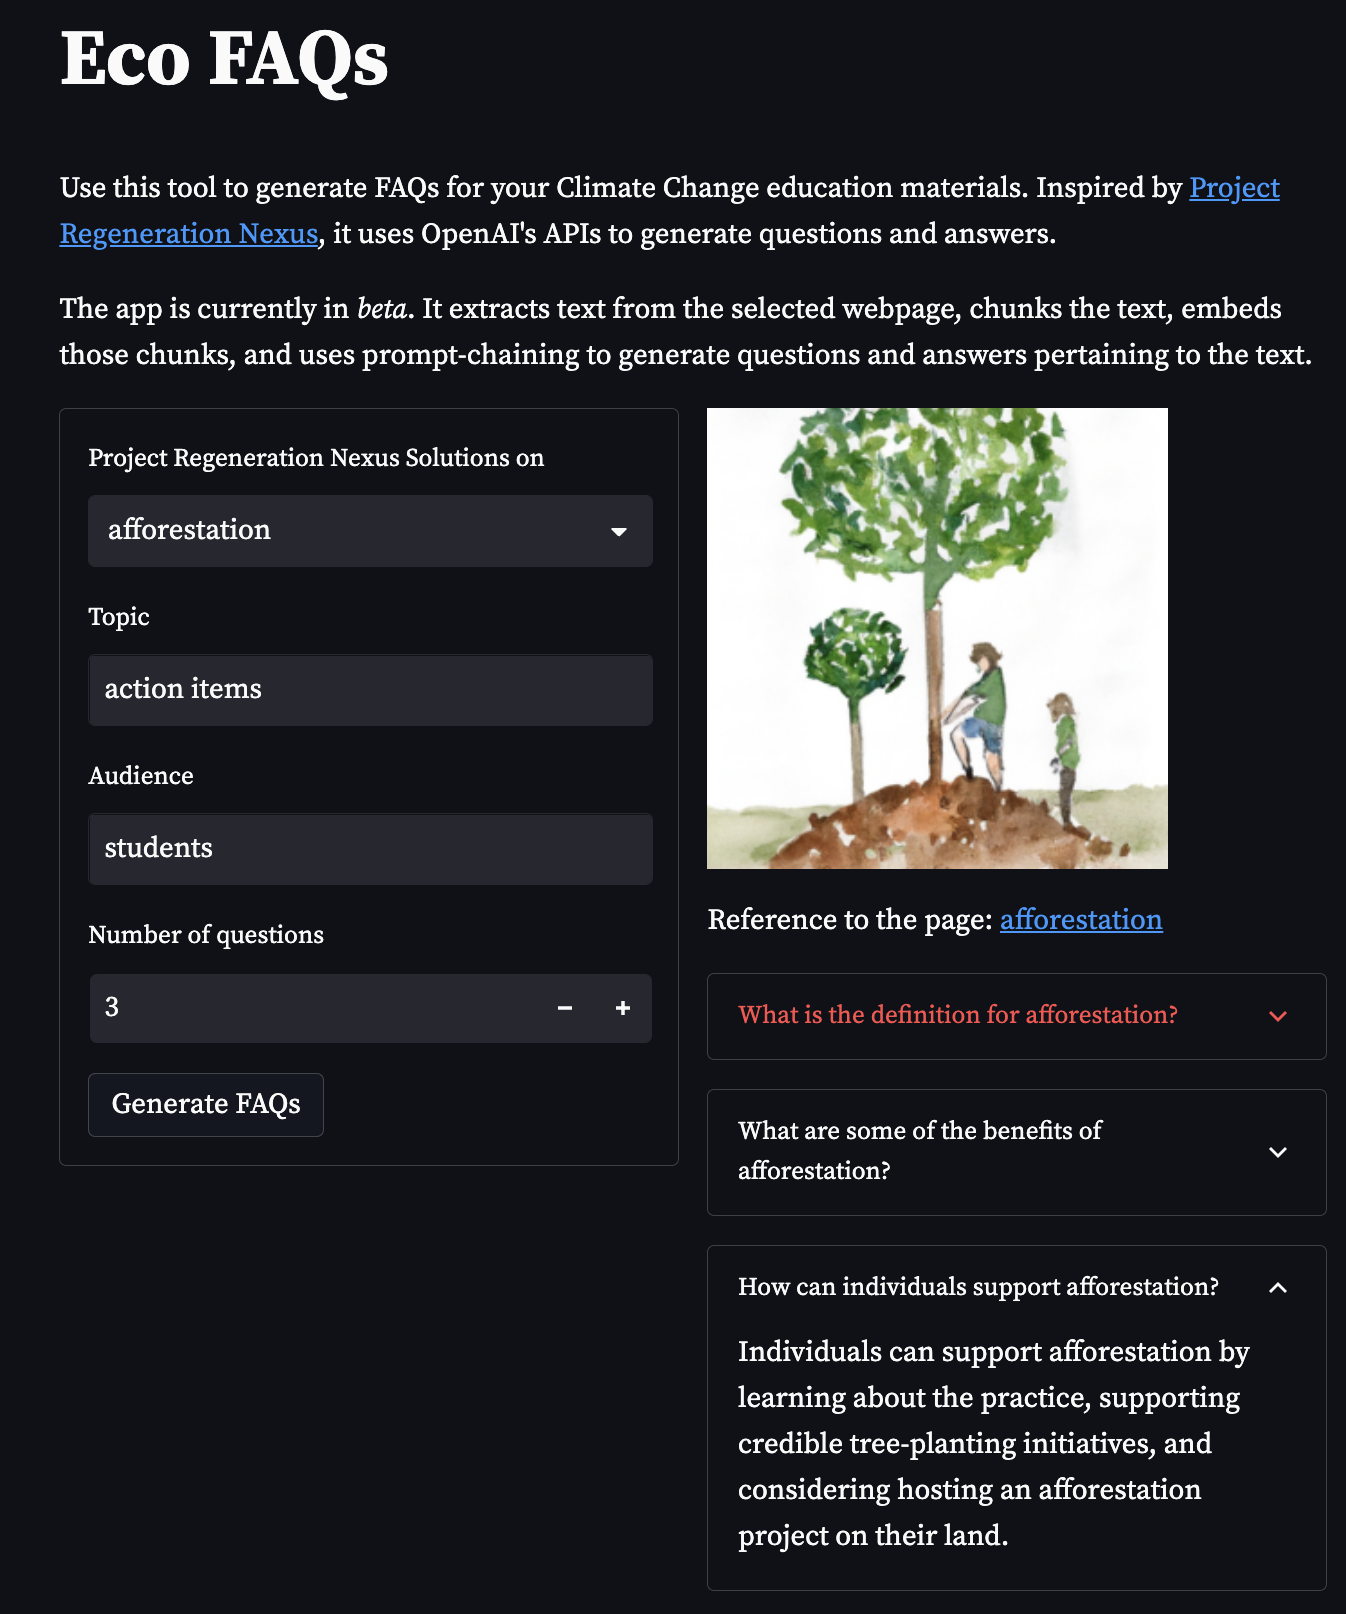 Eco FAQs
Use this tool to generate FAQs for your Climate Change education materials. Inspired by Project
Regeneration Nexus, it uses OpenAI's APIs to generate questions and answers.
The app is currently in beta. It extracts text from the selected webpage, chunks the text, embeds
those chunks, and uses prompt-chaining to generate questions and answers pertaining to the text.
Project Regeneration Nexus Solutions on
afforestation
Topic
action items
Audience
students
Number of questions
3
Generate FAQs
Reference to the page: afforestation
What is the definition for afforestation?
What are some of the benefits of
afforestation?
How can individuals support afforestation?
Individuals can support afforestation by
learning about the practice, supporting
credible tree-planting initiatives, and
considering hosting an afforestation
project on their land.